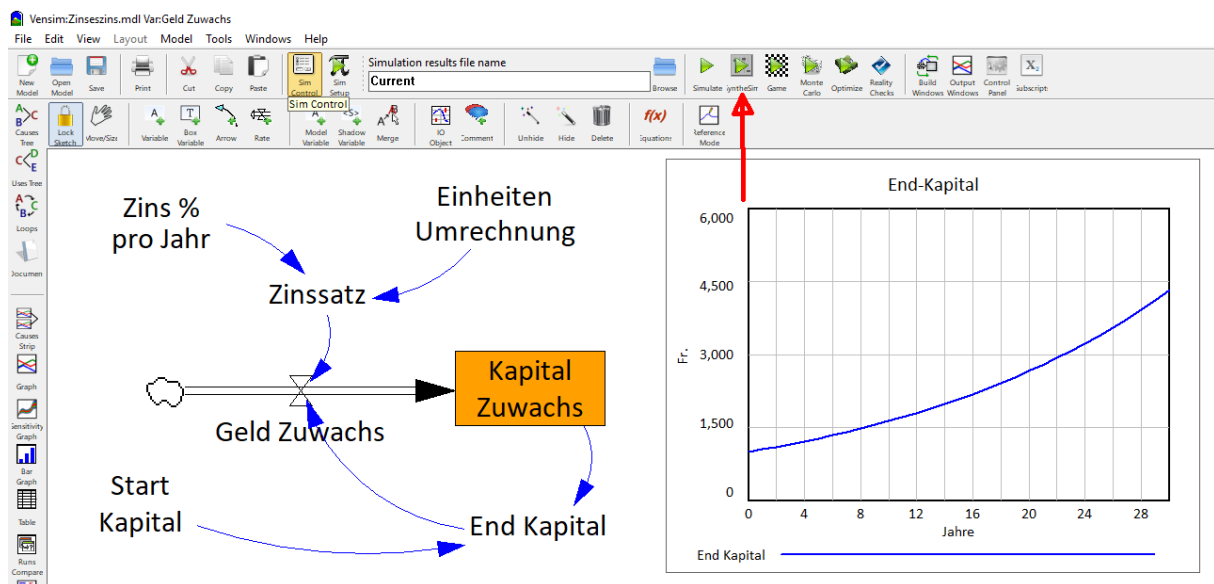 Vensim:Zinseszins.mdl Var:Geld Zuwachs
File Edit View Layout Model Tools Windows Help
New Model
Open Model
Save
Print
Cut
Copy
Paste
Sim Control
Sim Setup
Simulation results file name
Current
Browse
Simulate
SyntheSim
Game
Monte Carlo
Optimize
Reality Checks
Build Windows
Output Windows
Control Panel
Subscripts
Sim Control
Causes Tree
Lock Sketch
Move/Size
Variable
Box Variable
Arrow
Rate
Model Variable
Shadow Variable
Merge
IO Object
Comment
Unhide
Hide
Delete
f(x)
Equations
Reference Mode
Uses Tree
Loops
Documen
Causes Strip
Graph
Sensitivity Graph
Bar Graph
Table
Runs Compare
Zins %
pro Jahr
Einheiten
Umrechnung
Zinssatz
Kapital
Zuwachs
Geld Zuwachs
Start
Kapital
End Kapital
End-Kapital
6,000
4,500
3,000
1,500
0
Fr.
0 4 8 12 16 20 24 28
Jahre
End Kapital